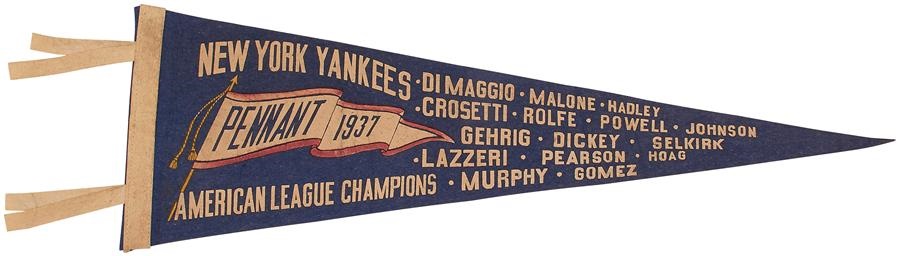 NEW YORK YANKEES
·DI MAGGIO · MALONE · HADLEY
·CROSETTI · ROLFE · POWELL · JOHNSON
GEHRIG · DICKEY · SELKIRK
·LAZZERI · PEARSON · HOAG
·MURPHY · GOMEZ
PENNANT 1937
AMERICAN LEAGUE CHAMPIONS